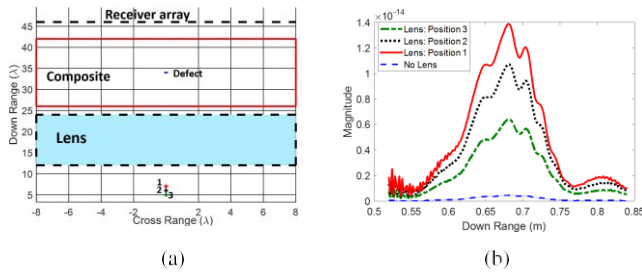 Receiver array
45
40
35
30
25
20
15
10
5
Down Range (λ)
Composite
Defect
Lens
1
2
3
-8
-6
-4
-2
0
2
4
6
8
Cross Range (λ)
(a)
1.4
×10⁻¹⁴
1.2
1
0.8
0.6
0.4
0.2
0
Magnitude
Lens: Position 3
Lens: Position 2
Lens: Position 1
No Lens
0.5
0.55
0.6
0.65
0.7
0.75
0.8
0.85
Down Range (m)
(b)